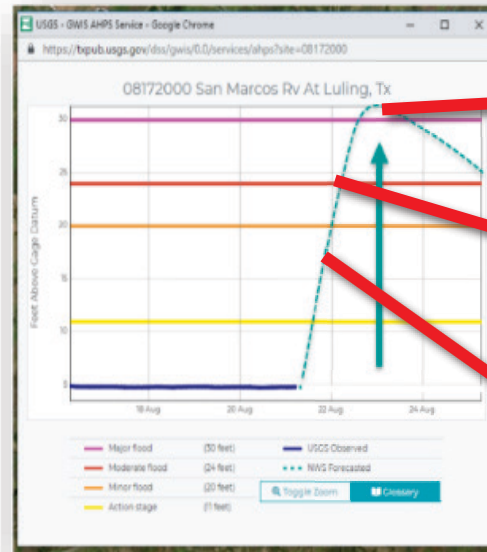 USGS - GWIS AHPS Service - Google Chrome
https://txpub.usgs.gov/dss/gwis/0.0/services/ahps?site=08172000
08172000 San Marcos Rv At Luling, Tx
Feet Above Gage Datum
30
25
20
15
10
5
18 Aug 20 Aug 22 Aug 24 Aug
Major flood (30 feet) USGS Observed
Moderate flood (24 feet) NWS Forecasted
Minor flood (20 feet) Toggle Zoom Glossary
Action stage (11 feet)